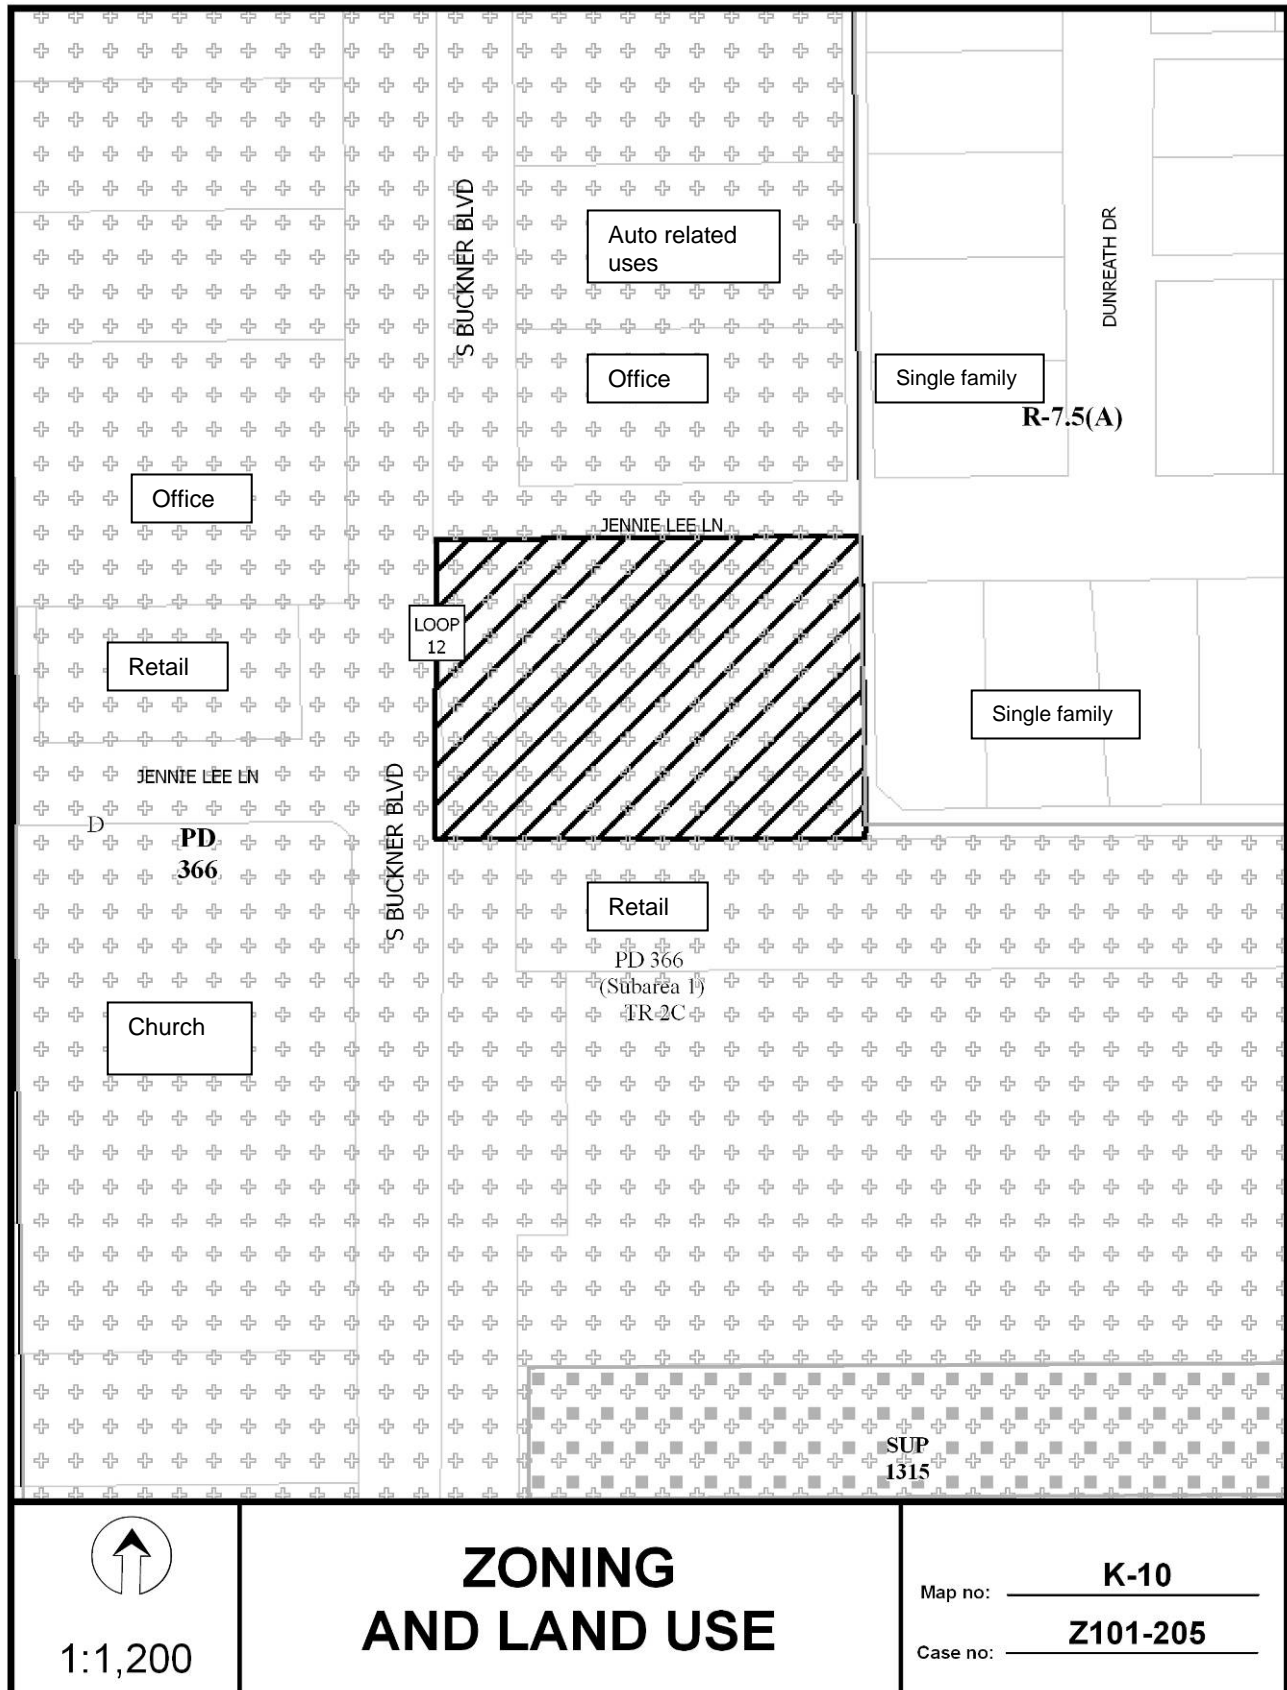 S BUCKNER BLVD
Auto related
uses
DUNREATH DR
Office
Single family
R-7.5(A)
Office
JENNIE LEE LN
LOOP
12
Retail
Single family
JENNIE LEE LN
S BUCKNER BLVD
D
PD
366
Retail
PD 366
(Subarea 1)
TR 2C
Church
SUP
1315
1:1,200
ZONING
AND LAND USE
Map no: K-10
Case no: Z101-205